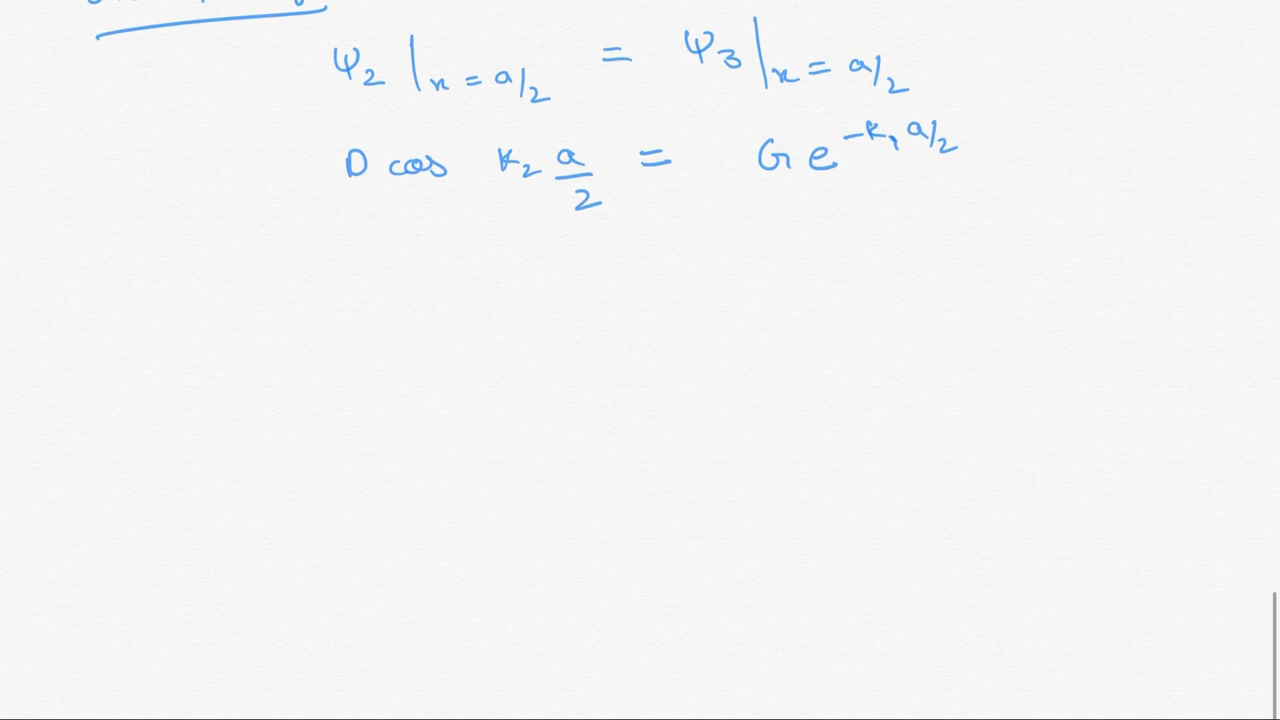 ψ₂ |ₓ = a/2 = ψ₃ |ₓ = a/2
D cos k₂ a/2 = G e^(-k₁ a/2)